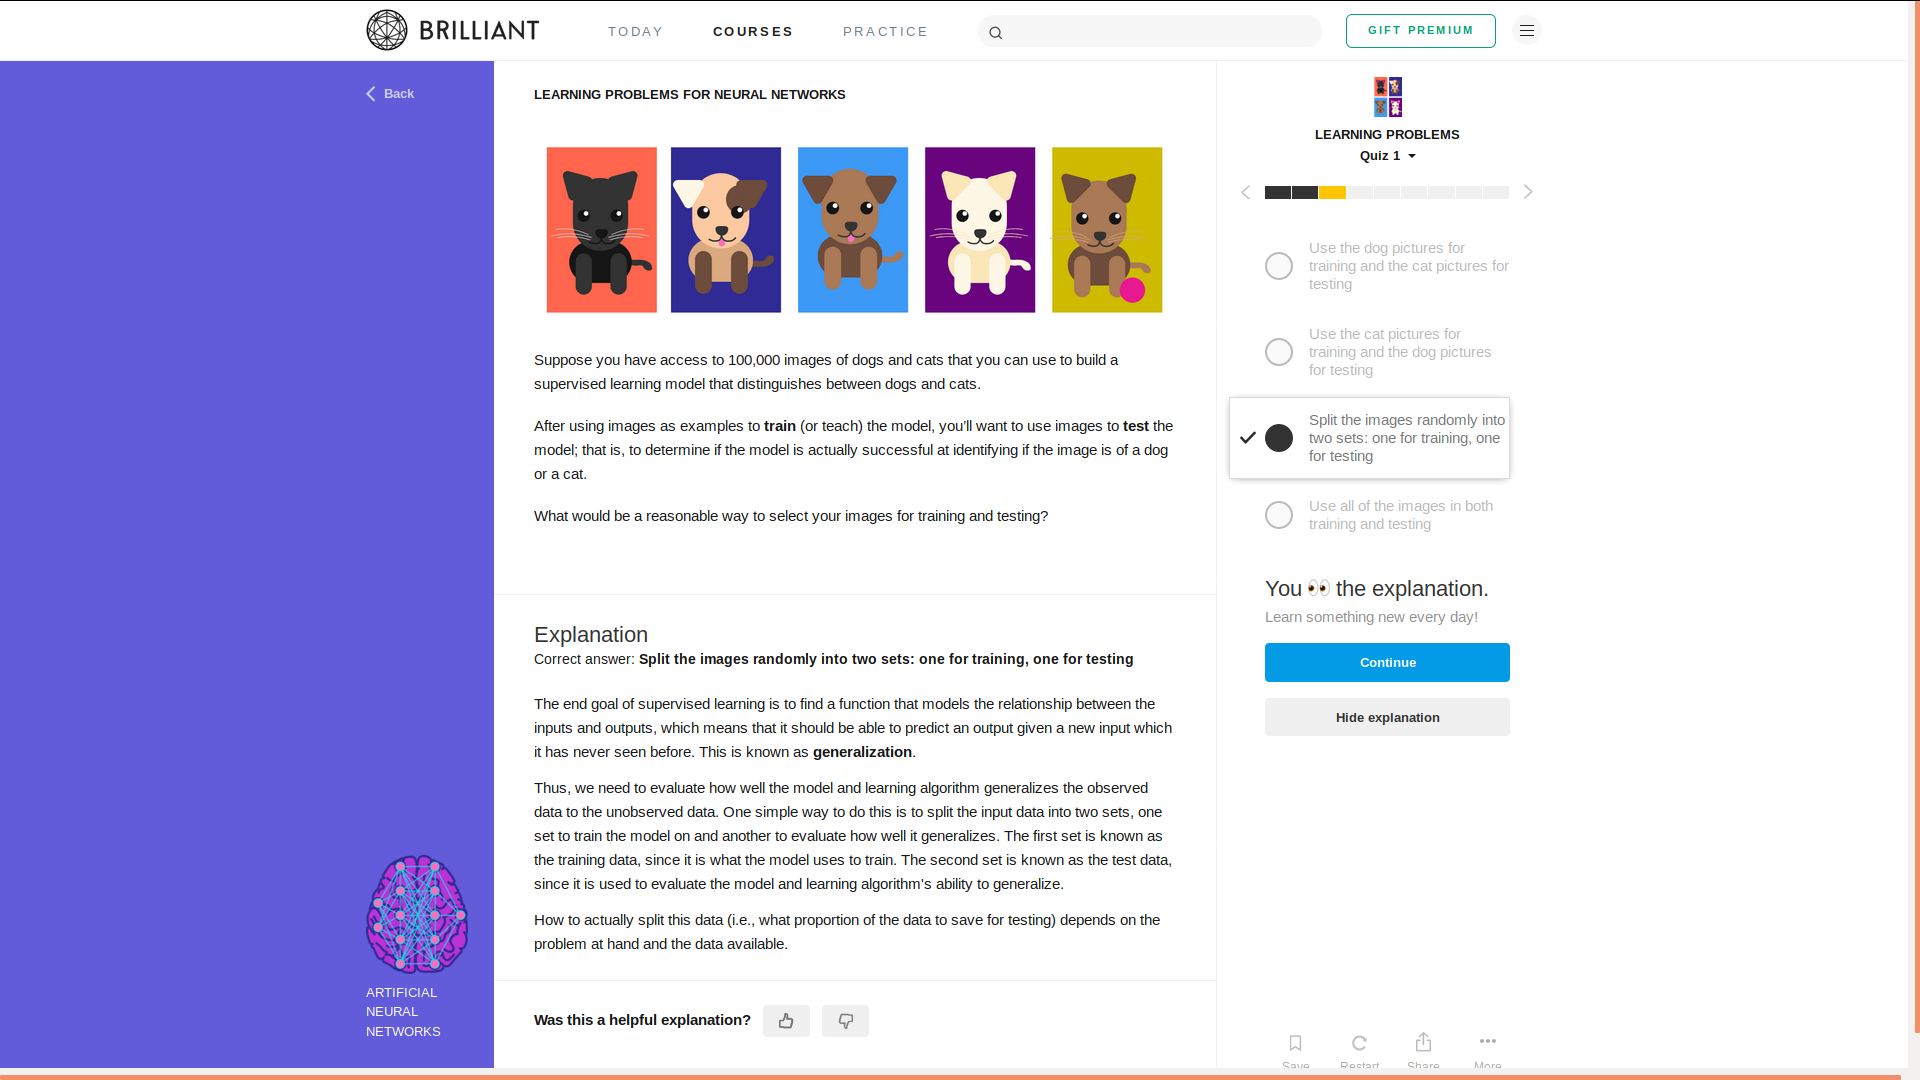 BRILLIANT
TODAY
COURSES
PRACTICE
GIFT PREMIUM
Back
LEARNING PROBLEMS FOR NEURAL NETWORKS
Suppose you have access to 100,000 images of dogs and cats that you can use to build a
supervised learning model that distinguishes between dogs and cats.
After using images as examples to train (or teach) the model, you’ll want to use images to test the
model; that is, to determine if the model is actually successful at identifying if the image is of a dog
or a cat.
What would be a reasonable way to select your images for training and testing?
Explanation
Correct answer: Split the images randomly into two sets: one for training, one for testing
The end goal of supervised learning is to find a function that models the relationship between the
inputs and outputs, which means that it should be able to predict an output given a new input which
it has never seen before. This is known as generalization.
Thus, we need to evaluate how well the model and learning algorithm generalizes the observed
data to the unobserved data. One simple way to do this is to split the input data into two sets, one
set to train the model on and another to evaluate how well it generalizes. The first set is known as
the training data, since it is what the model uses to train. The second set is known as the test data,
since it is used to evaluate the model and learning algorithm's ability to generalize.
How to actually split this data (i.e., what proportion of the data to save for testing) depends on the
problem at hand and the data available.
Was this a helpful explanation?
ARTIFICIAL
NEURAL
NETWORKS
LEARNING PROBLEMS
Quiz 1
Use the dog pictures for
training and the cat pictures for
testing
Use the cat pictures for
training and the dog pictures
for testing
Split the images randomly into
two sets: one for training, one
for testing
Use all of the images in both
training and testing
You 👀 the explanation.
Learn something new every day!
Continue
Hide explanation
Save
Restart
Share
More